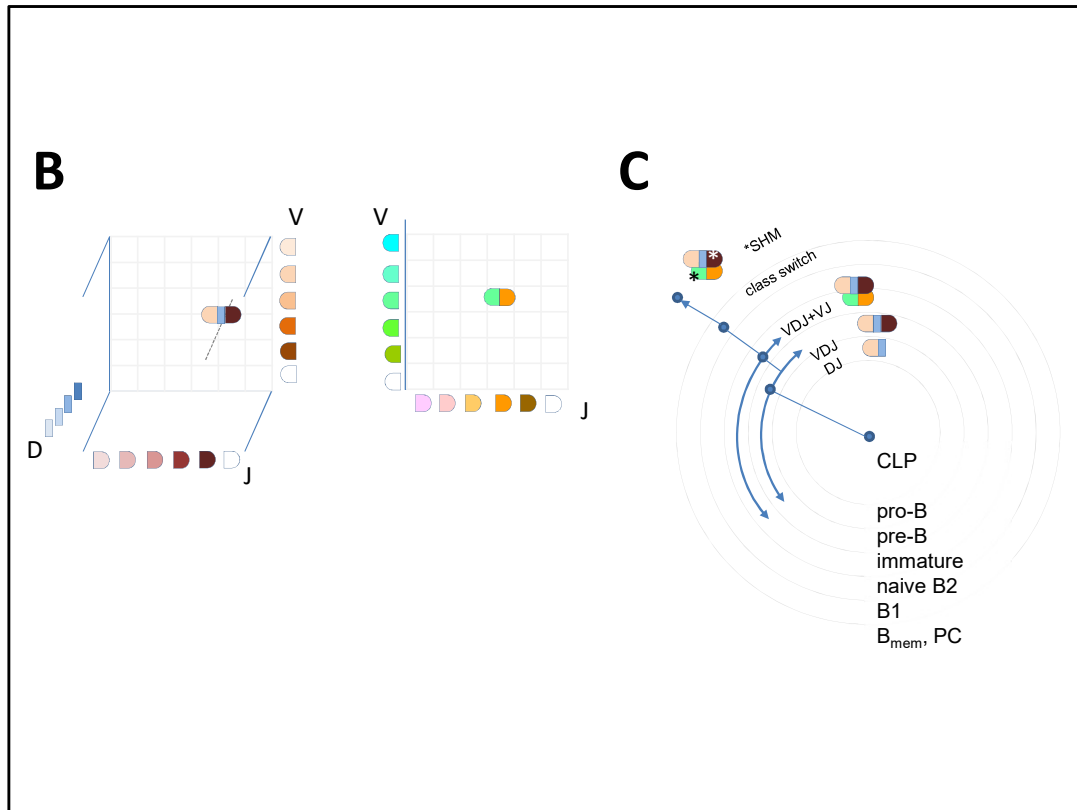 B
V
D
J
V
J
C
*SHM
class switch
VDJ+VJ
VDJ
DJ
*
*
CLP
pro-B
pre-B
immature
naive B2
B1
Bmem, PC